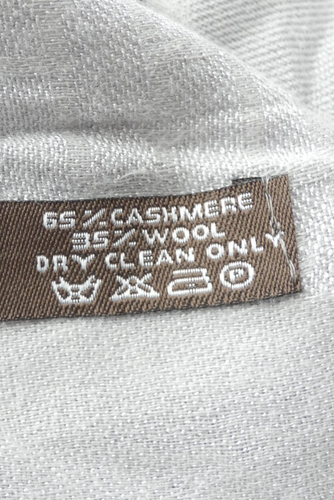 65% CASHMERE
35% WOOL
DRY CLEAN ONLY
P